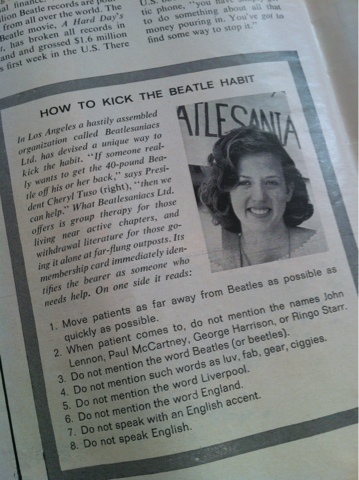 Beatle movie. A Hard Day's
has broken all records in
and grossed $1.6 million
first week in the U.S. There
tic phone, "you have
to do something about all that
money pouring in. You've got to
find some way to stop it."
HOW TO KICK THE BEATLE HABIT
In Los Angeles a hastily assembled
organization called Beatlesaniacs
Ltd. has devised a unique way to
kick the habit. "If someone real-
ly wants to get the 40-pound Bea-
tle off his or her back," says Presi-
dent Cheryl Tuso (right), "then we
can help." What Beatlesaniacs Ltd.
offers is group therapy for those
living near active chapters, and
withdrawal literature for those go-
ing it alone at far-flung outposts. Its
membership card immediately iden-
tifies the bearer as someone who
needs help. On one side it reads:
ATLESANIA
1. Move patients as far away from Beatles as possible as
quickly as possible.
2. When patient comes to, do not mention the names John
Lennon, Paul McCartney, George Harrison, or Ringo Starr.
3. Do not mention the word Beatles (or beetles).
4. Do not mention such words as luv, fab, gear, ciggies.
5. Do not mention the word Liverpool.
6. Do not mention the word England.
7. Do not speak with an English accent.
8. Do not speak English.